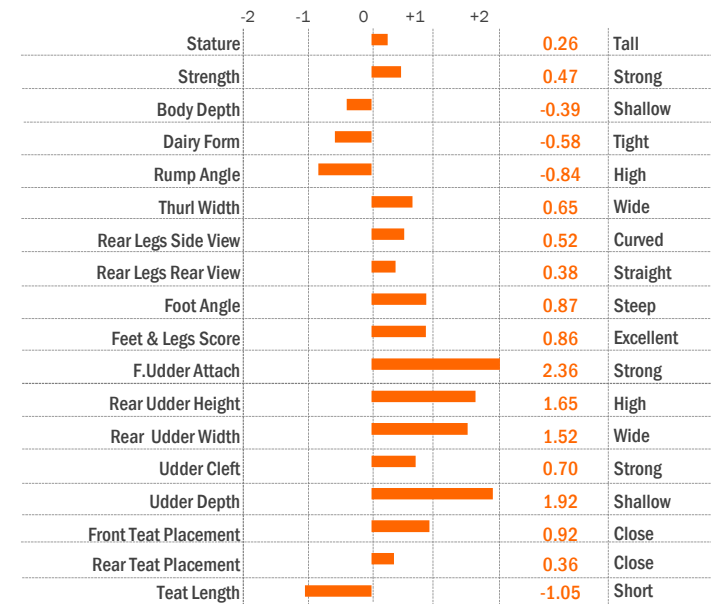 -2 -1 0 +1 +2
Stature 0.26 Tall
Strength 0.47 Strong
Body Depth -0.39 Shallow
Dairy Form -0.58 Tight
Rump Angle -0.84 High
Thurl Width 0.65 Wide
Rear Legs Side View 0.52 Curved
Rear Legs Rear View 0.38 Straight
Foot Angle 0.87 Steep
Feet & Legs Score 0.86 Excellent
F.Udder Attach 2.36 Strong
Rear Udder Height 1.65 High
Rear Udder Width 1.52 Wide
Udder Cleft 0.70 Strong
Udder Depth 1.92 Shallow
Front Teat Placement 0.92 Close
Rear Teat Placement 0.36 Close
Teat Length -1.05 Short